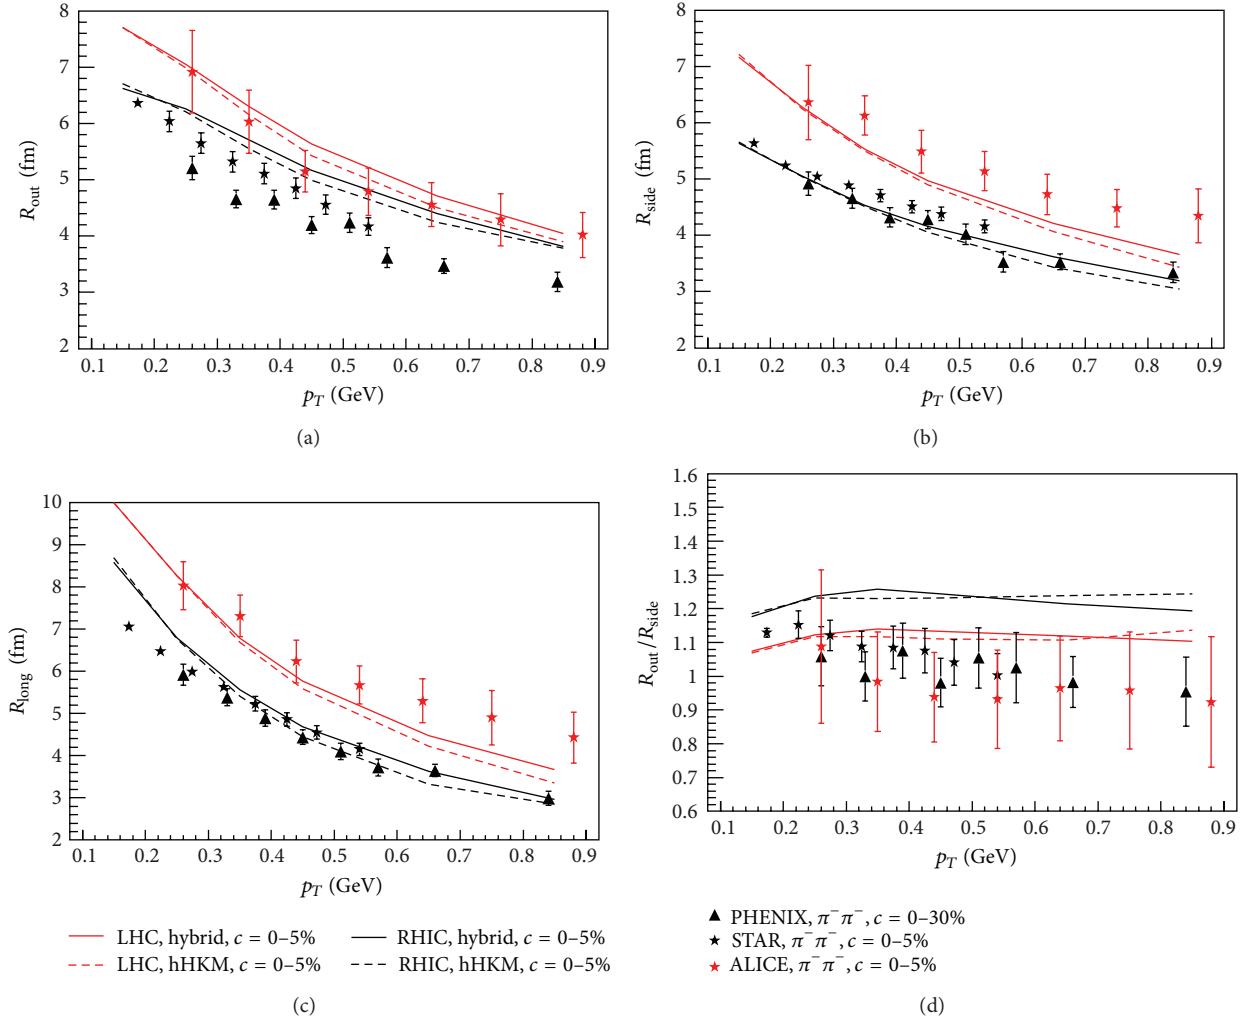 8
7
6
5
4
3
2
R_out (fm)
0.1 0.2 0.3 0.4 0.5 0.6 0.7 0.8 0.9
p_T (GeV)
(a)
8
7
6
5
4
3
2
R_side (fm)
0.1 0.2 0.3 0.4 0.5 0.6 0.7 0.8 0.9
p_T (GeV)
(b)
10
9
8
7
6
5
4
3
2
R_long (fm)
0.1 0.2 0.3 0.4 0.5 0.6 0.7 0.8 0.9
p_T (GeV)
LHC, hybrid, c = 0–5%
LHC, hHKM, c = 0–5%
RHIC, hybrid, c = 0–5%
RHIC, hHKM, c = 0–5%
(c)
1.6
1.5
1.4
1.3
1.2
1.1
1
0.9
0.8
0.7
0.6
R_out/R_side
0.1 0.2 0.3 0.4 0.5 0.6 0.7 0.8 0.9
p_T (GeV)
PHENIX, π⁻π⁻, c = 0–30%
STAR, π⁻π⁻, c = 0–5%
ALICE, π⁻π⁻, c = 0–5%
(d)